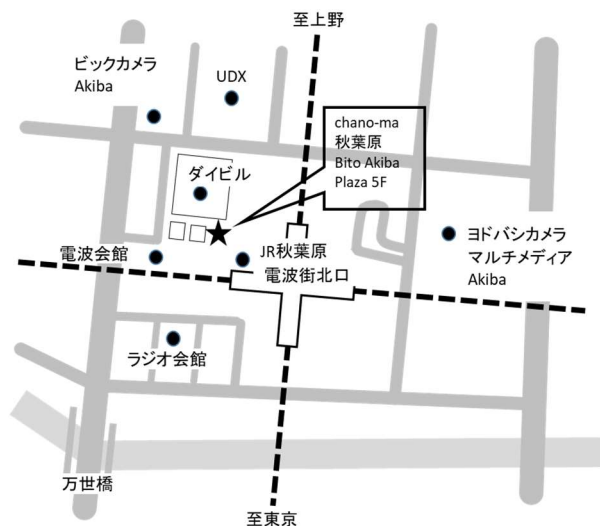 至上野
ビックカメラ
Akiba
UDX
chano-ma
秋葉原
Bito Akiba
Plaza 5F
ダイビル
ヨドバシカメラ
マルチメディア
Akiba
電波会館
JR秋葉原
電波街北口
ラジオ会館
万世橋
至東京